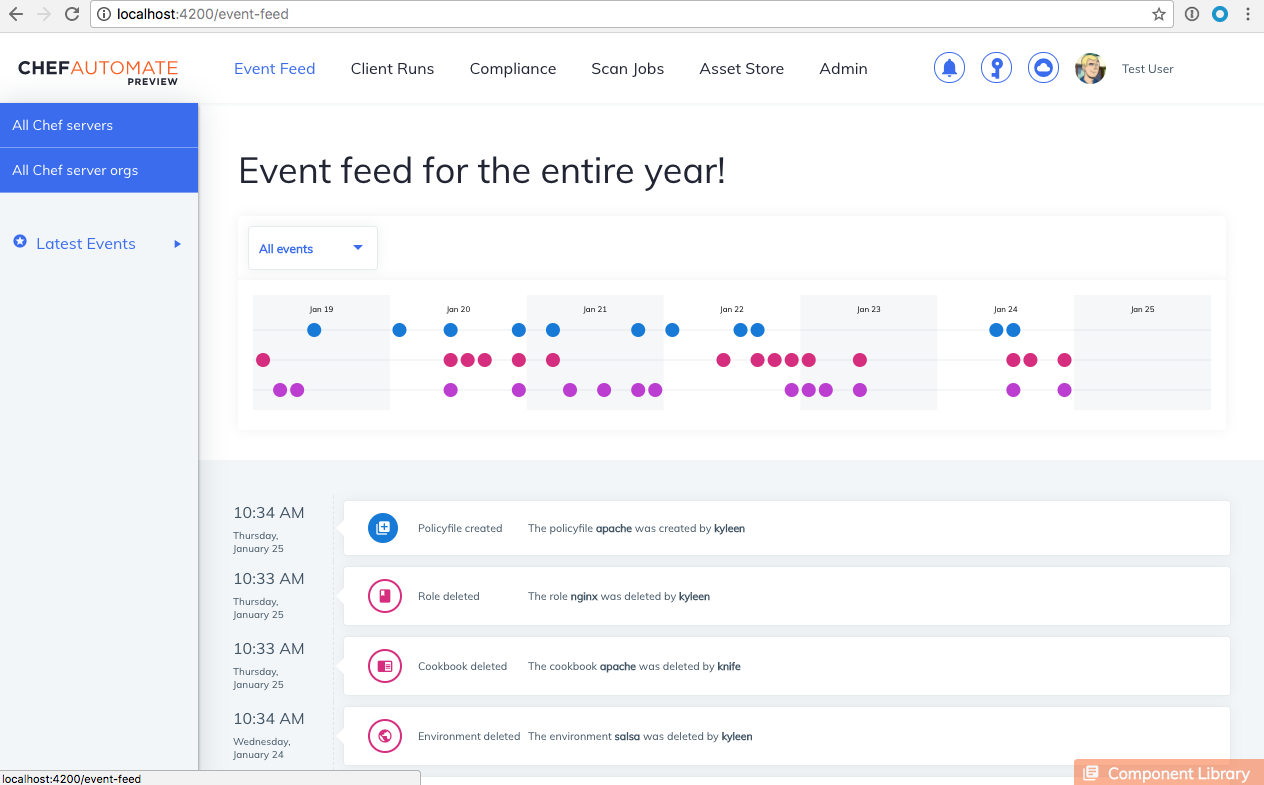 localhost:4200/event-feed
CHEFAUTOMATE
PREVIEW
Event Feed Client Runs Compliance Scan Jobs Asset Store Admin Test User
All Chef servers
All Chef server orgs
Latest Events
Event feed for the entire year!
All events
Jan 19 Jan 20 Jan 21 Jan 22 Jan 23 Jan 24 Jan 25
10:34 AM
Thursday,
January 25
Policyfile created The policyfile apache was created by kyleen
10:33 AM
Thursday,
January 25
Role deleted The role nginx was deleted by kyleen
10:33 AM
Thursday,
January 25
Cookbook deleted The cookbook apache was deleted by knife
10:34 AM
Wednesday,
January 24
Environment deleted The environment salsa was deleted by kyleen
localhost:4200/event-feed
Component Library